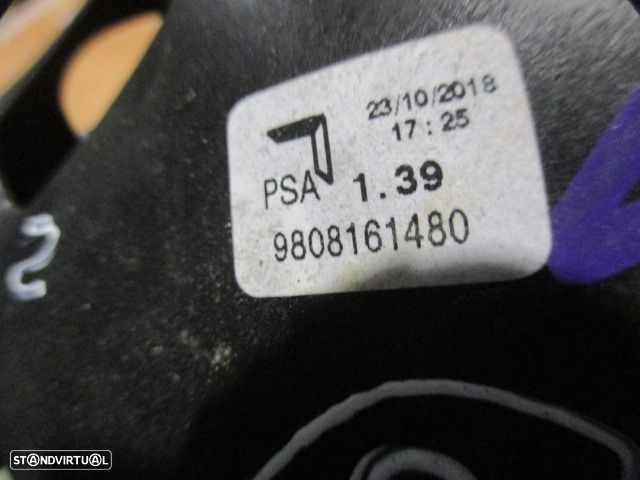 23/10/2018
17:25
PSA 1.39
9808161480
S
STANDVIRTUAL